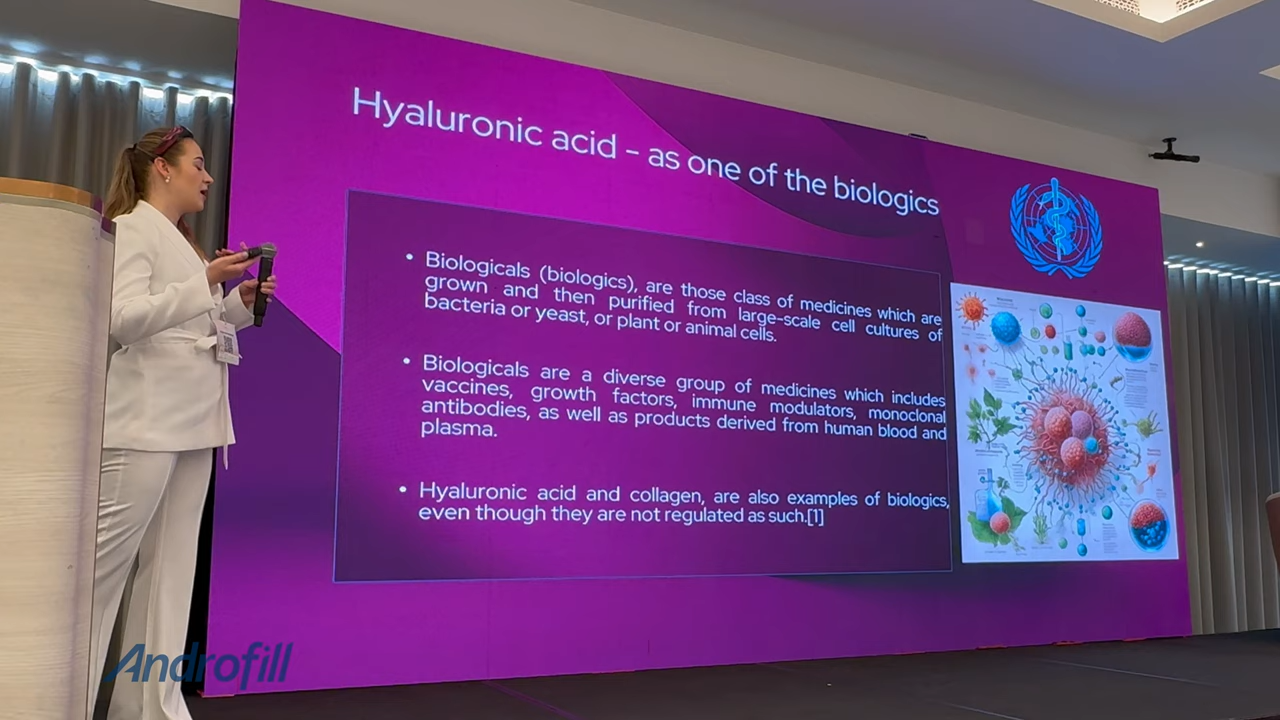 Hyaluronic acid - as one of the biologics
• Biologicals (biologics), are those class of medicines which are
grown and then purified from large-scale cell cultures of
bacteria or yeast, or plant or animal cells.
• Biologicals are a diverse group of medicines which includes
vaccines, growth factors, immune modulators, monoclonal
antibodies, as well as products derived from human blood and
plasma.
• Hyaluronic acid and collagen, are also examples of biologics,
even though they are not regulated as such.[1]
Androfill